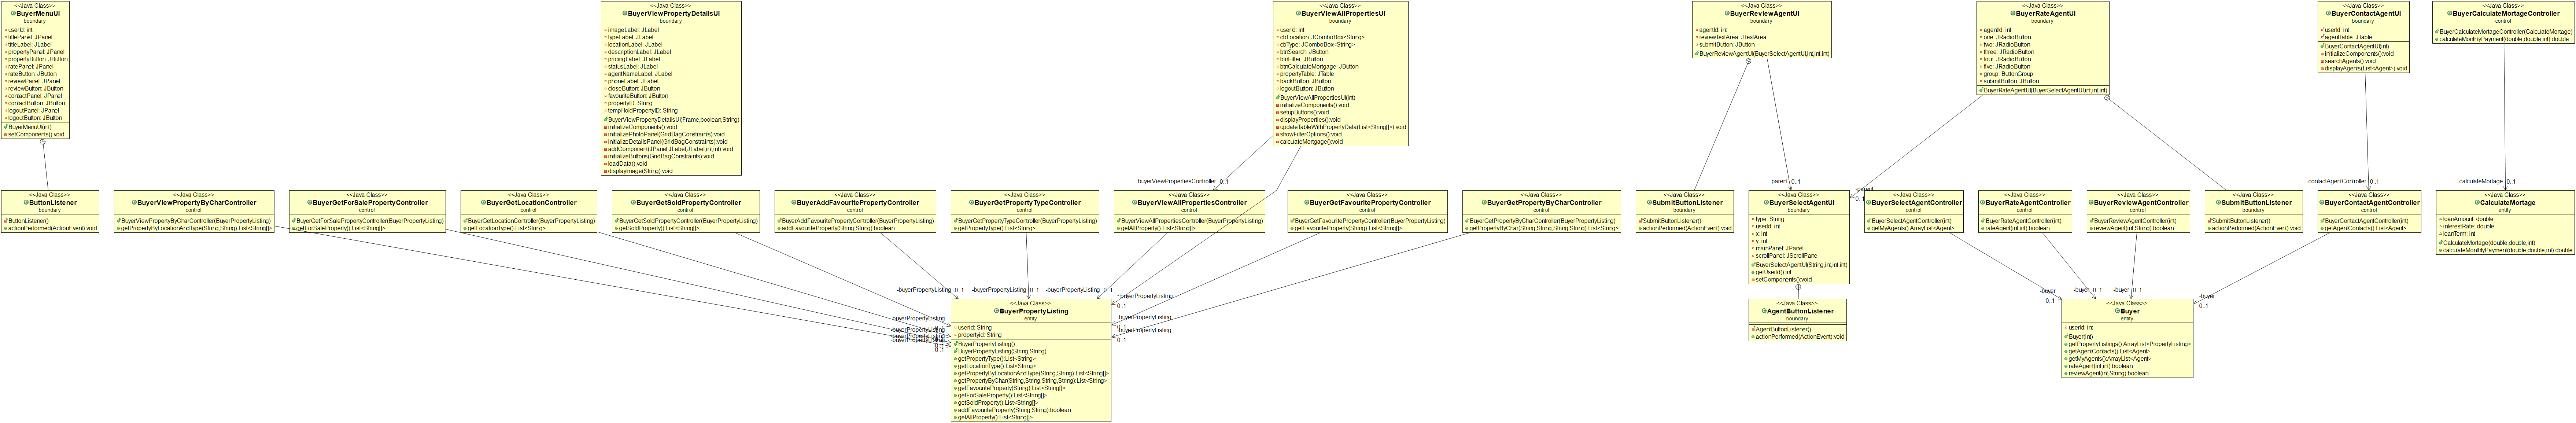 <<Java Class>>
BuyerMenuUI
boundary
userId: int
titlePanel: JPanel
titleLabel: JLabel
propertyPanel: JPanel
propertyButton: JButton
ratePanel: JPanel
rateButton: JButton
reviewPanel: JPanel
reviewButton: JButton
contactPanel: JPanel
contactButton: JButton
logoutPanel: JPanel
logoutButton: JButton
BuyerMenuUI(int)
setComponents():void
<<Java Class>>
BuyerViewPropertyDetailsUI
boundary
imageLabel: JLabel
typeLabel: JLabel
locationLabel: JLabel
descriptionLabel: JLabel
pricingLabel: JLabel
statusLabel: JLabel
agentNameLabel: JLabel
phoneLabel: JLabel
closeButton: JButton
favouriteButton: JButton
propertyID: String
tempHoldPropertyID: String
BuyerViewPropertyDetailsUI(Frame,boolean,String)
initializeComponents():void
initializePhotoPanel(GridBagConstraints):void
initializeDetailsPanel(GridBagConstraints):void
addComponent(JPanel,JLabel,JLabel,int,int):void
initializeButtons(GridBagConstraints):void
loadData():void
displayImage(String):void
<<Java Class>>
BuyerViewAllPropertiesUI
boundary
userId: int
cbLocation: JComboBox<String>
cbType: JComboBox<String>
btnSearch: JButton
btnFilter: JButton
btnCalculateMortgage: JButton
propertyTable: JTable
backButton: JButton
logoutButton: JButton
BuyerViewAllPropertiesUI(int)
initializeComponents():void
setupButtons():void
displayProperties():void
updateTableWithPropertyData(List<String[]>):void
showFilterOptions():void
calculateMortgage():void
<<Java Class>>
BuyerReviewAgentUI
boundary
agentId: int
reviewTextArea: JTextArea
submitButton: JButton
BuyerReviewAgentUI(BuyerSelectAgentUI,int,int,int)
<<Java Class>>
BuyerRateAgentUI
boundary
agentId: int
one: JRadioButton
two: JRadioButton
three: JRadioButton
four: JRadioButton
five: JRadioButton
group: ButtonGroup
submitButton: JButton
BuyerRateAgentUI(BuyerSelectAgentUI,int,int,int)
<<Java Class>>
BuyerContactAgentUI
boundary
userId: int
agentTable: JTable
BuyerContactAgentUI(int)
initializeComponents():void
searchAgents():void
displayAgents(List<Agent>):void
<<Java Class>>
BuyerCalculateMortageController
control
BuyerCalculateMortageController(CalculateMortage)
calculateMonthlyPayment(double,double,int):double
-buyerViewPropertiesController 0..1
-parent 0..1
-parent
0..1
-contactAgentController 0..1
-calculateMortage 0..1
<<Java Class>>
ButtonListener
boundary
ButtonListener()
actionPerformed(ActionEvent):void
<<Java Class>>
BuyerViewPropertyByCharController
control
BuyerViewPropertyByCharController(BuyerPropertyListing)
getPropertyByLocationAndType(String,String):List<String[]>
<<Java Class>>
BuyerGetForSalePropertyController
control
BuyerGetForSalePropertyController(BuyerPropertyListing)
getForSaleProperty():List<String[]>
<<Java Class>>
BuyerGetLocationController
control
BuyerGetLocationController(BuyerPropertyListing)
getLocationType():List<String>
<<Java Class>>
BuyerGetSoldPropertyController
control
BuyerGetSoldPropertyController(BuyerPropertyListing)
getSoldProperty():List<String[]>
<<Java Class>>
BuyerAddFavouritePropertyController
control
BuyerAddFavouritePropertyController(BuyerPropertyListing)
addFavouriteProperty(String,String):boolean
<<Java Class>>
BuyerGetPropertyTypeController
control
BuyerGetPropertyTypeController(BuyerPropertyListing)
getPropertyType():List<String>
<<Java Class>>
BuyerViewAllPropertiesController
control
BuyerViewAllPropertiesController(BuyerPropertyListing)
getAllProperty():List<String[]>
<<Java Class>>
BuyerGetFavouritePropertyController
control
BuyerGetFavouritePropertyController(BuyerPropertyListing)
getFavouriteProperty(String):List<String[]>
<<Java Class>>
BuyerGetPropertyByCharController
control
BuyerGetPropertyByCharController(BuyerPropertyListing)
getPropertyByChar(String,String,String,String):List<String>
<<Java Class>>
SubmitButtonListener
boundary
SubmitButtonListener()
actionPerformed(ActionEvent):void
<<Java Class>>
BuyerSelectAgentUI
boundary
type: String
userId: int
x: int
y: int
mainPanel: JPanel
scrollPanel: JScrollPane
BuyerSelectAgentUI(String,int,int,int)
getUserId():int
setComponents():void
<<Java Class>>
BuyerSelectAgentController
control
BuyerSelectAgentController(int)
getMyAgents():ArrayList<Agent>
<<Java Class>>
BuyerRateAgentController
control
BuyerRateAgentController(int)
rateAgent(int,int):boolean
<<Java Class>>
BuyerReviewAgentController
control
BuyerReviewAgentController(int)
reviewAgent(int,String):boolean
<<Java Class>>
SubmitButtonListener
boundary
SubmitButtonListener()
actionPerformed(ActionEvent):void
<<Java Class>>
BuyerContactAgentController
control
BuyerContactAgentController(int)
getAgentContacts():List<Agent>
<<Java Class>>
CalculateMortage
entity
loanAmount: double
interestRate: double
loanTerm: int
CalculateMortage(double,double,int)
calculateMonthlyPayment(double,double,int):double
-buyerPropertyListing 0..1
-buyerPropertyListing 0..1
-buyerPropertyListing 0..1
-buyerPropertyListing
0..1
-buyerPropertyListing
0..1
-buyerPropertyListing
0..1
-buyerPropertyListing
-buyerPropertyListing
-buyerPropertyListing
0..1
<<Java Class>>
BuyerPropertyListing
entity
userid: String
propertyid: String
BuyerPropertyListing()
BuyerPropertyListing(String,String)
getPropertyType():List<String>
getLocationType():List<String>
getPropertyByLocationAndType(String,String):List<String[]>
getPropertyByChar(String,String,String,String):List<String>
getFavouriteProperty(String):List<String[]>
getForSaleProperty():List<String[]>
getSoldProperty():List<String[]>
addFavouriteProperty(String,String):boolean
getAllProperty():List<String[]>
<<Java Class>>
AgentButtonListener
boundary
AgentButtonListener()
actionPerformed(ActionEvent):void
-buyer
0..1
-buyer 0..1
-buyer 0..1
-buyer
0..1
<<Java Class>>
Buyer
entity
userId: int
Buyer(int)
getPropertyListings():ArrayList<PropertyListing>
getAgentContacts():List<Agent>
getMyAgents():ArrayList<Agent>
rateAgent(int,int):boolean
reviewAgent(int,String):boolean